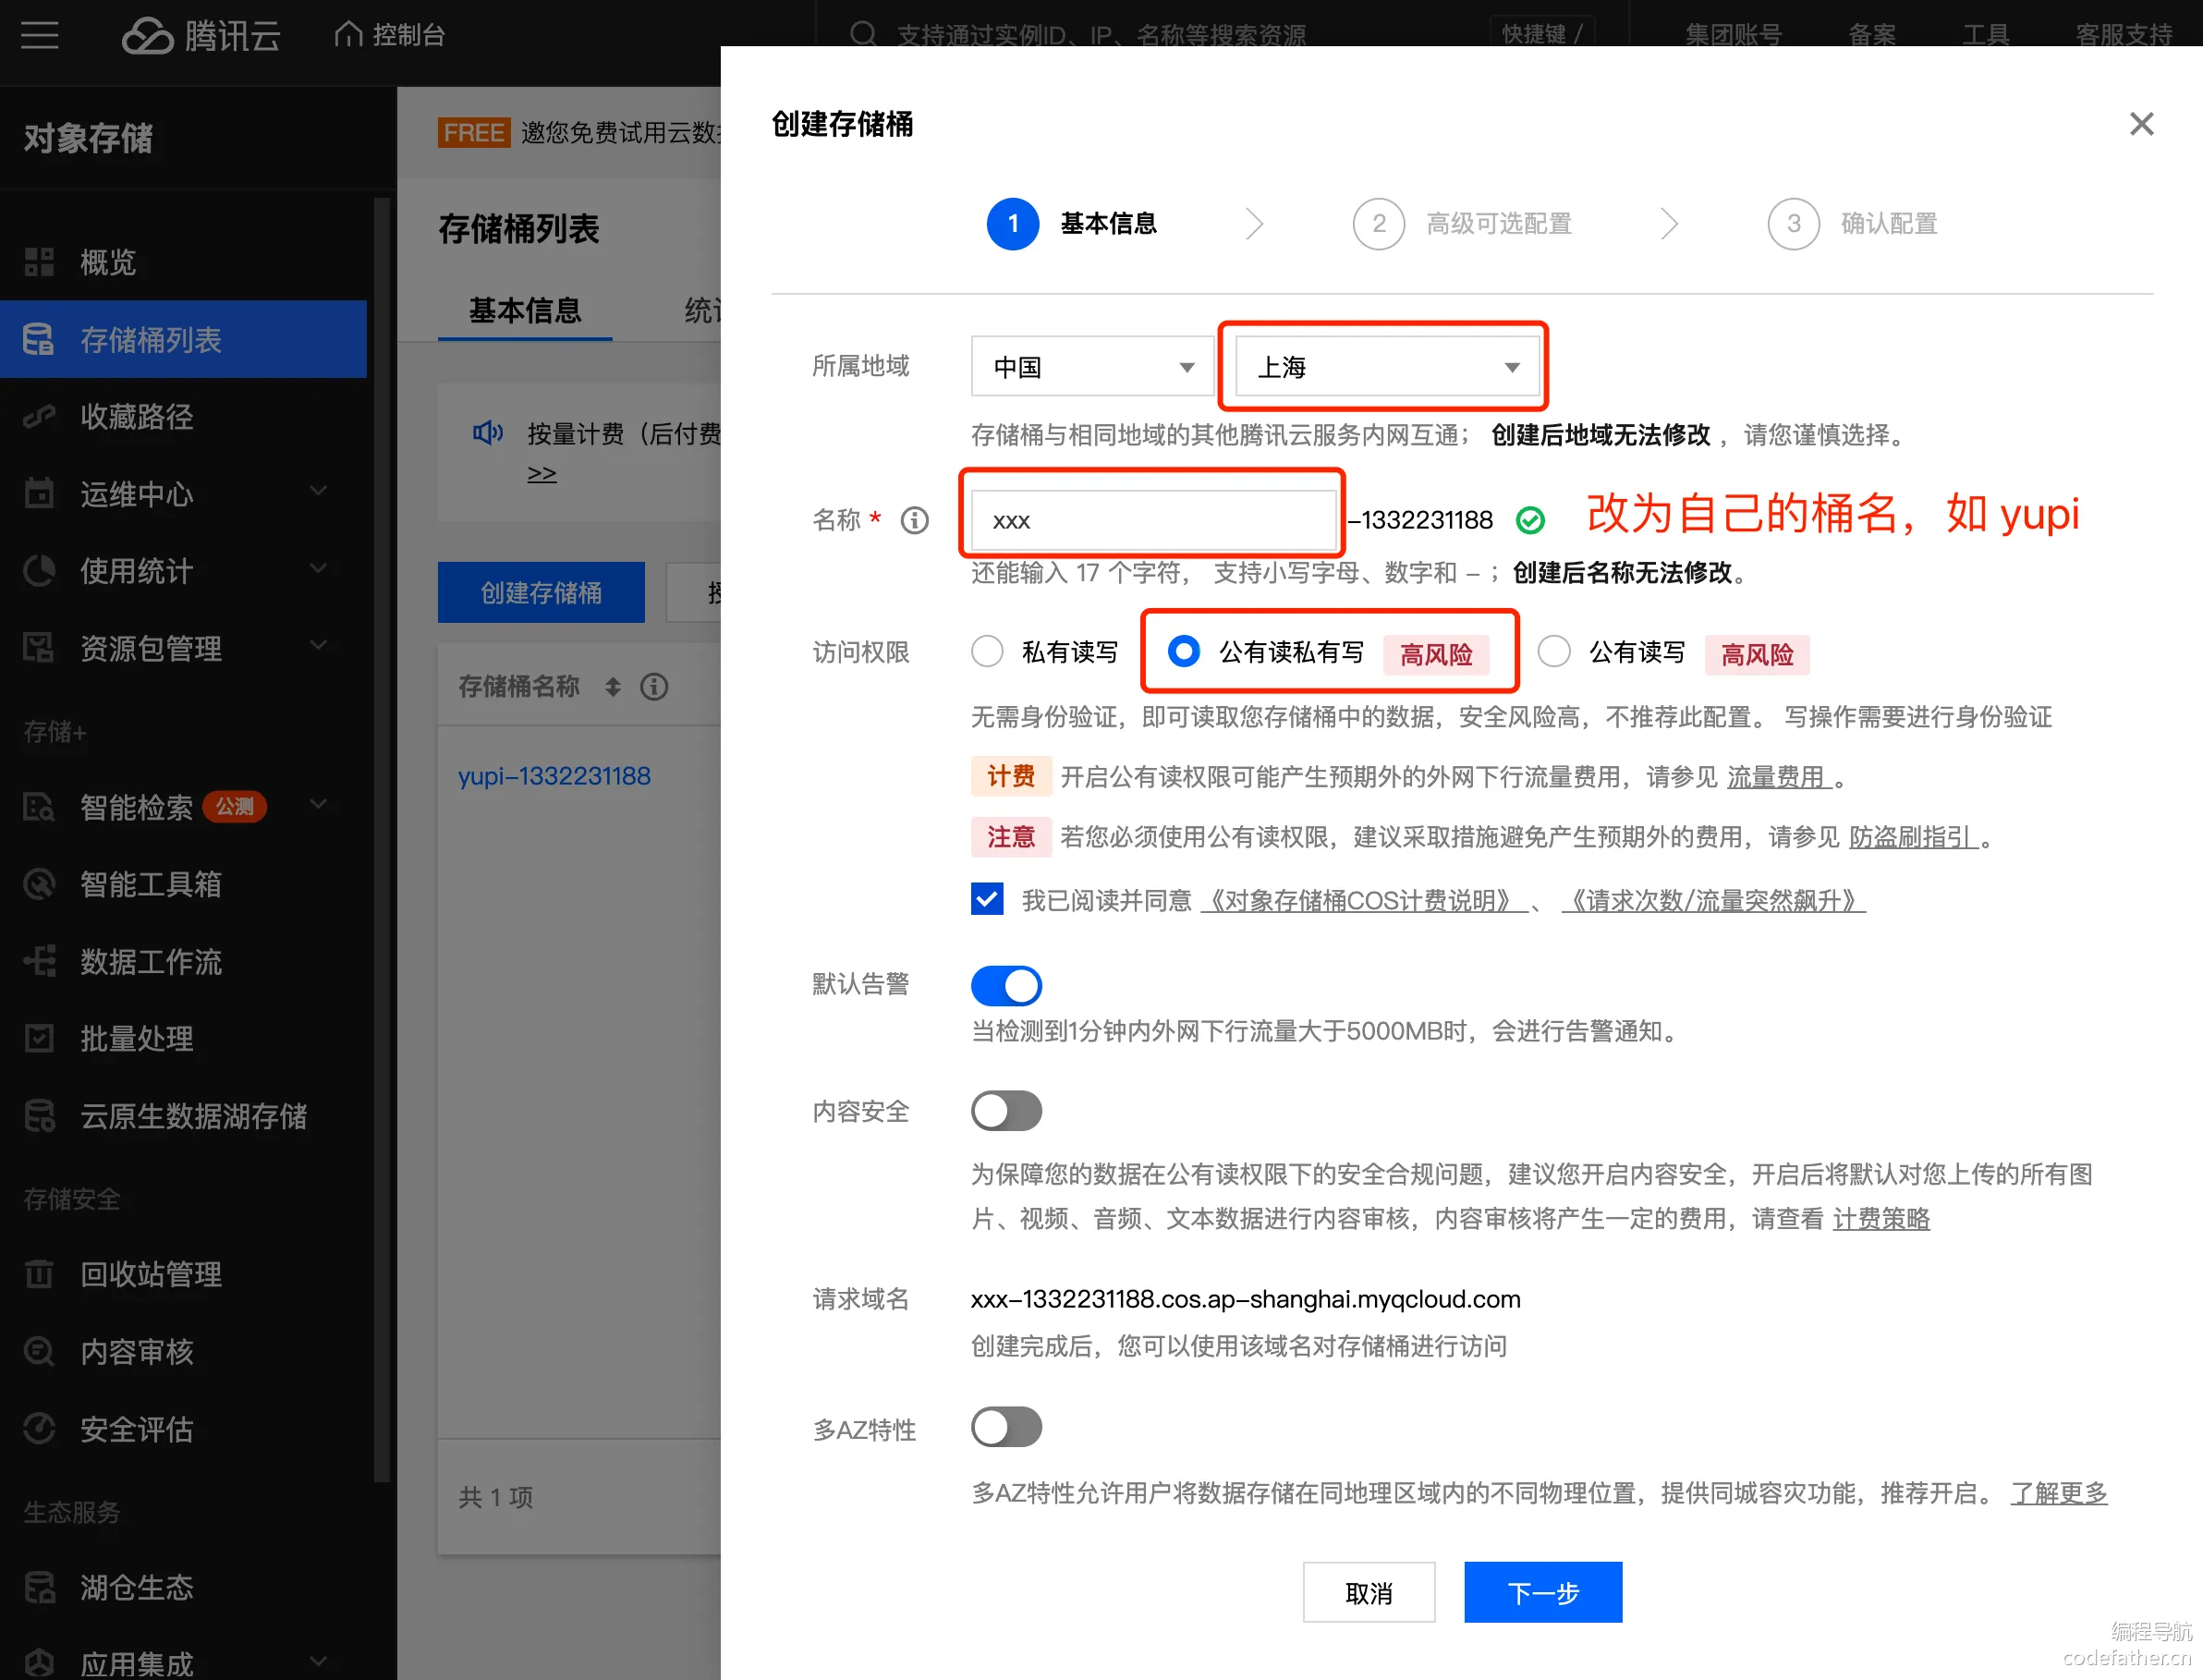 腾讯云
控制台
支持通过实例ID、IP、名称等搜索资源
快捷键 /
集团账号
备案
工具
客服支持
对象存储
概览
存储桶列表
收藏路径
运维中心
使用统计
资源包管理
存储+
智能检索 公测
智能工具箱
数据工作流
批量处理
云原生数据湖存储
存储安全
回收站管理
内容审核
安全评估
生态服务
湖仓生态
应用集成
FREE 邀您免费试用云数
存储桶列表
基本信息
按量计费（后付费
>>
创建存储桶
存储桶名称
yupi-1332231188
共 1 项
创建存储桶
1 基本信息
2 高级可选配置
3 确认配置
所属地域 中国 上海
存储桶与相同地域的其他腾讯云服务内网互通； 创建后地域无法修改 ，请您谨慎选择。
名称 * xxx -1332231188 改为自己的桶名，如 yupi
还能输入 17 个字符， 支持小写字母、数字和 - ；创建后名称无法修改。
访问权限 私有读写 公有读私有写 高风险 公有读写 高风险
无需身份验证，即可读取您存储桶中的数据，安全风险高，不推荐此配置。 写操作需要进行身份验证
计费 开启公有读权限可能产生预期外的外网下行流量费用，请参见 流量费用 。
注意 若您必须使用公有读权限，建议采取措施避免产生预期外的费用，请参见 防盗刷指引 。
我已阅读并同意 《对象存储桶COS计费说明》 、 《请求次数/流量突然飙升》
默认告警
当检测到1分钟内外网下行流量大于5000MB时，会进行告警通知。
内容安全
为保障您的数据在公有读权限下的安全合规问题，建议您开启内容安全，开启后将默认对您上传的所有图
片、视频、音频、文本数据进行内容审核，内容审核将产生一定的费用，请查看 计费策略
请求域名 xxx-1332231188.cos.ap-shanghai.myqcloud.com
创建完成后，您可以使用该域名对存储桶进行访问
多AZ特性
多AZ特性允许用户将数据存储在同地理区域内的不同物理位置，提供同城容灾功能，推荐开启。 了解更多
取消
下一步
编程导航
codefather.cn